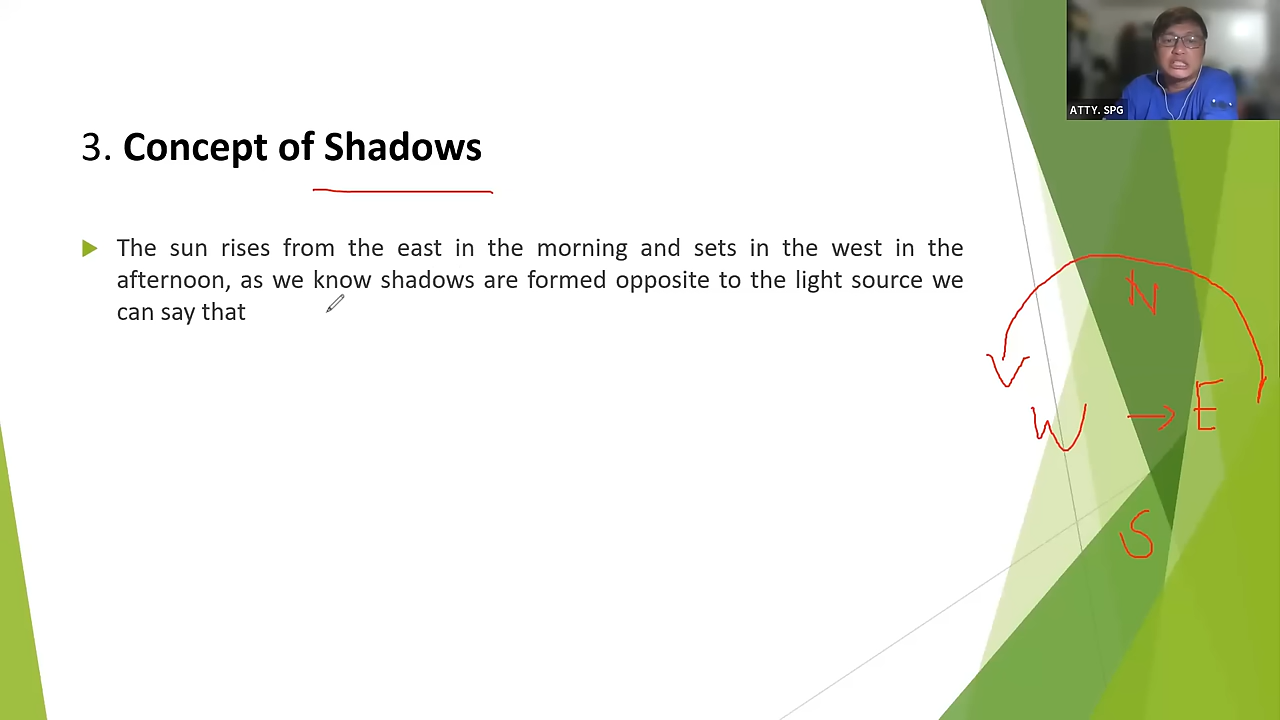 ATTY. SPG
3. Concept of Shadows
The sun rises from the east in the morning and sets in the west in the
afternoon, as we know shadows are formed opposite to the light source we
can say that
N
W → E
S